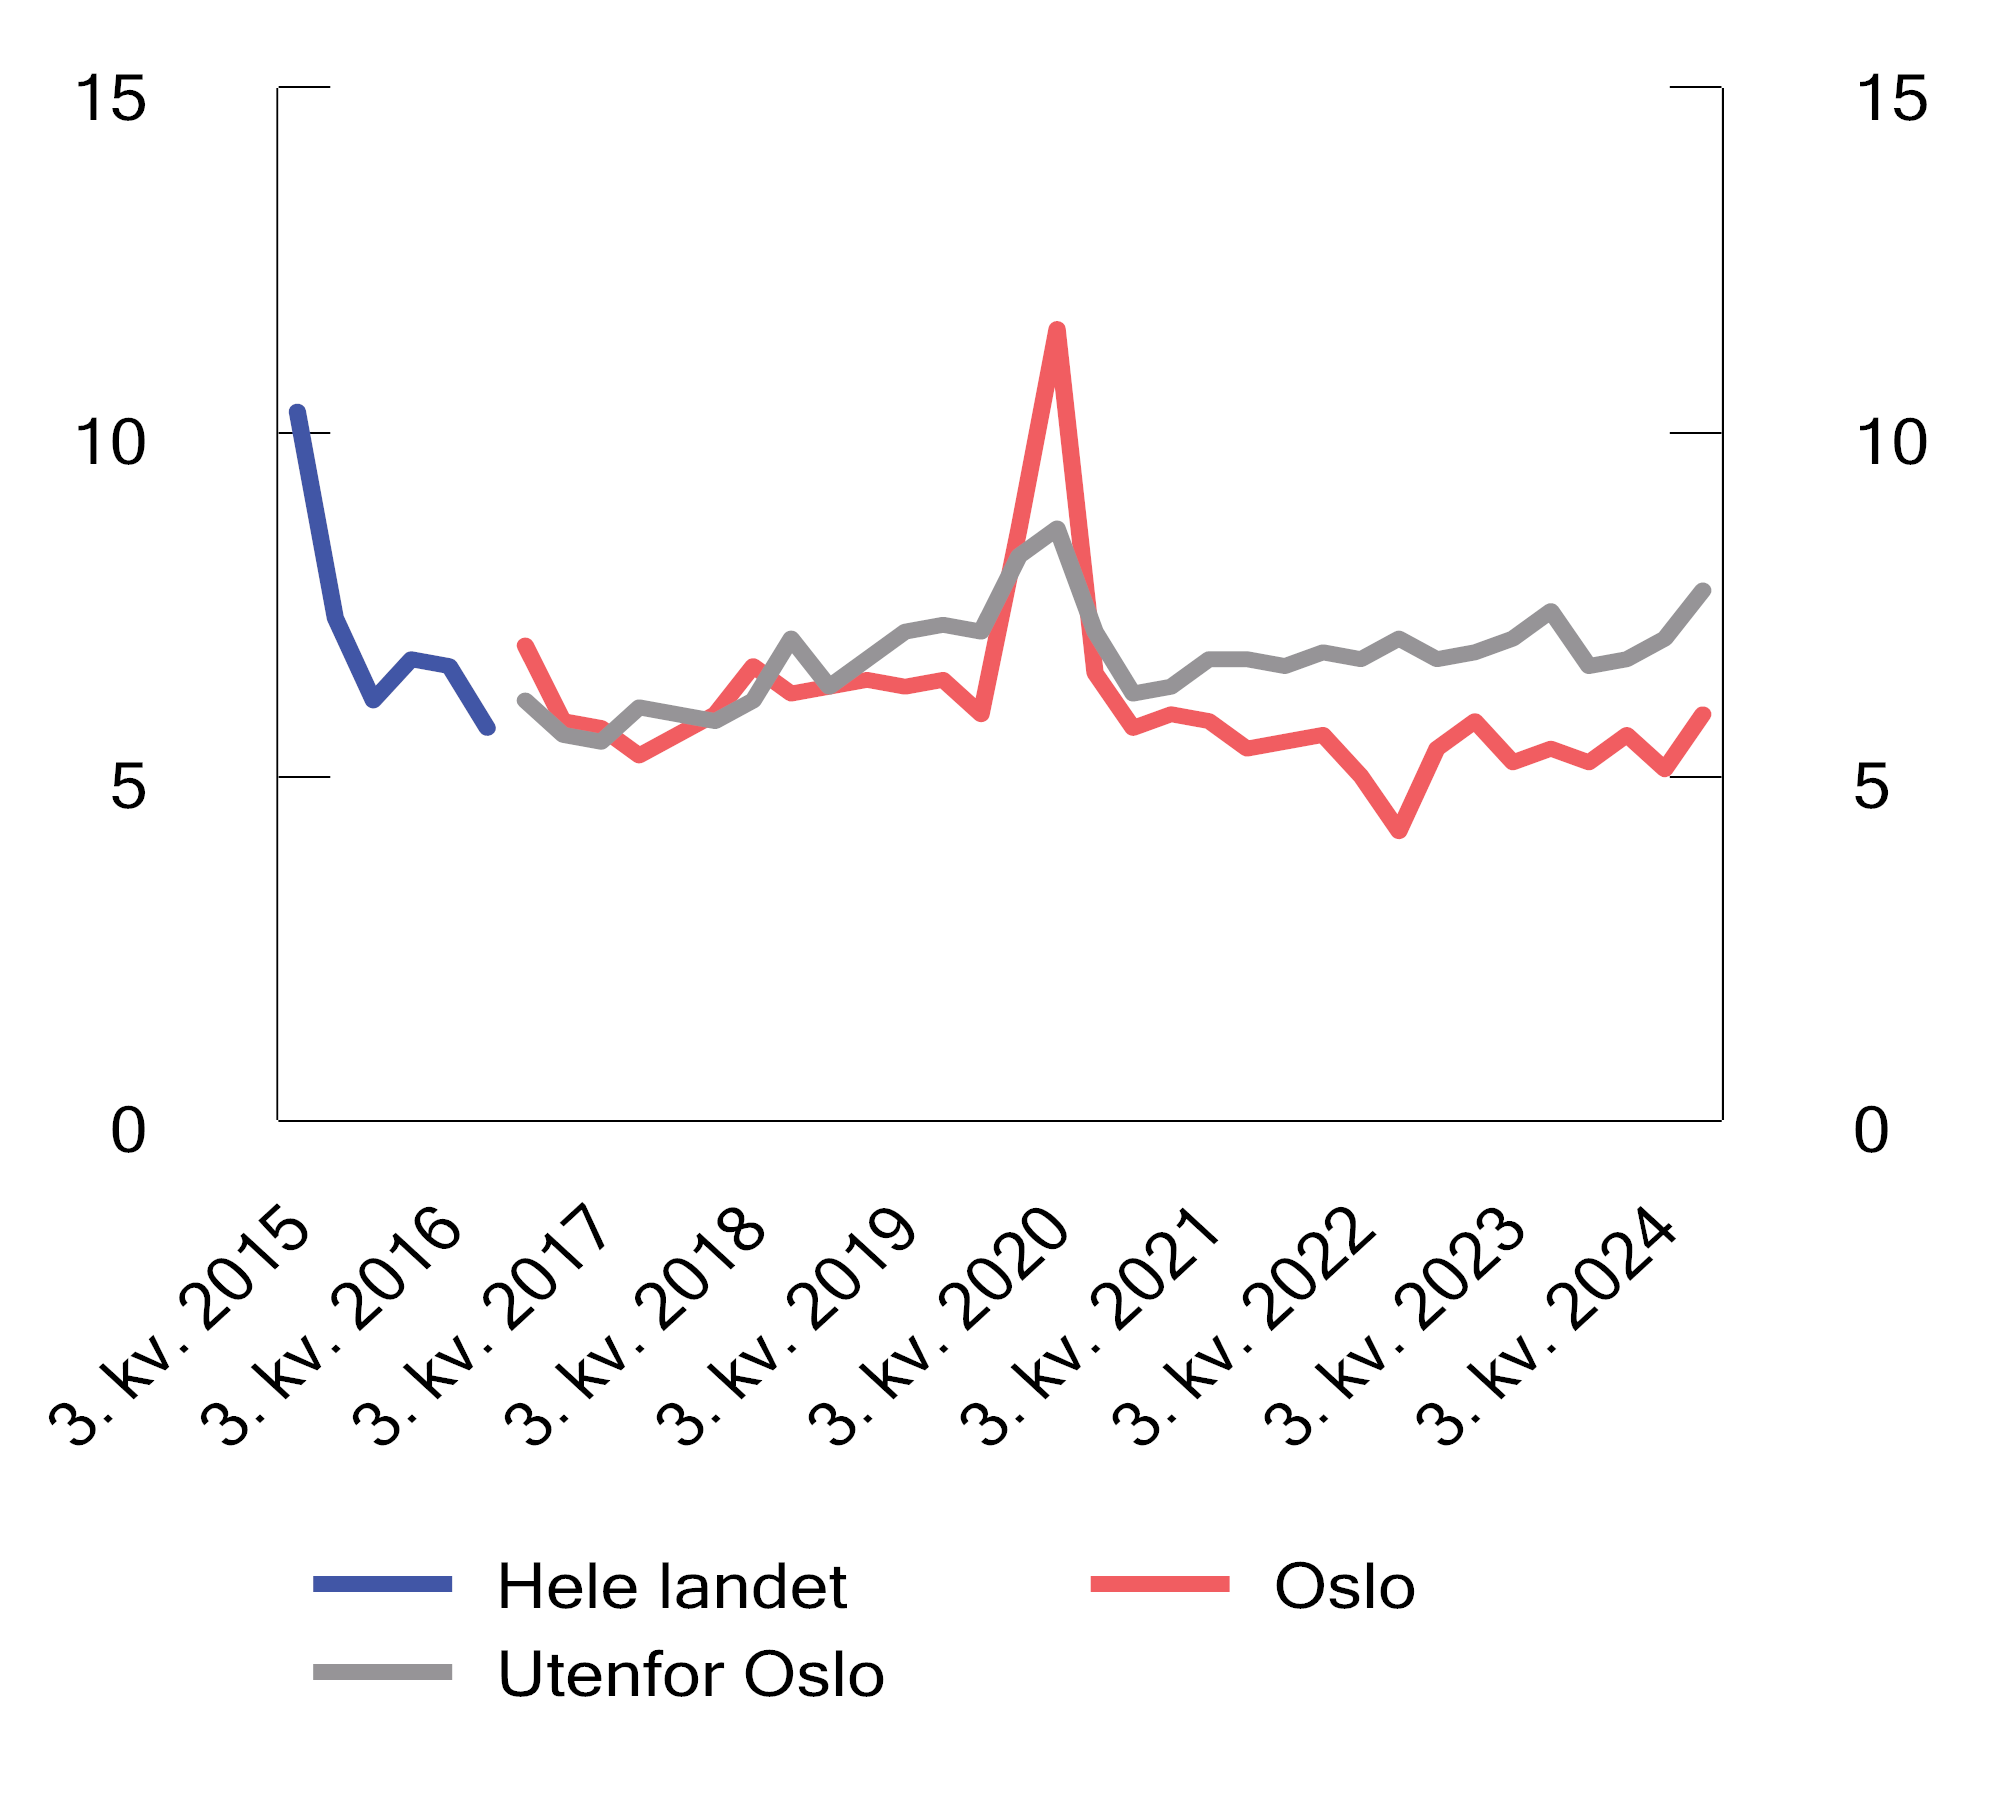 15 15
10 10
5 5
0 0
3. kv. 2015
3. kv. 2016
3. kv. 2017
3. kv. 2018
3. kv. 2019
3. kv. 2020
3. kv. 2021
3. kv. 2022
3. kv. 2023
3. kv. 2024
Hele landet Oslo
Utenfor Oslo